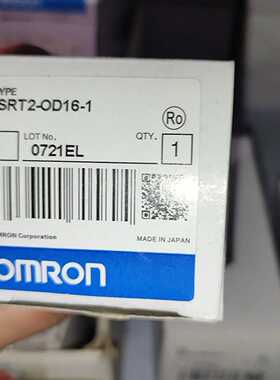 YPE
SRT2-OD16-1
Ro
LOT No.
QTY.
0721EL
1
MRON Corporation
MADE IN JAPAN
OMRON